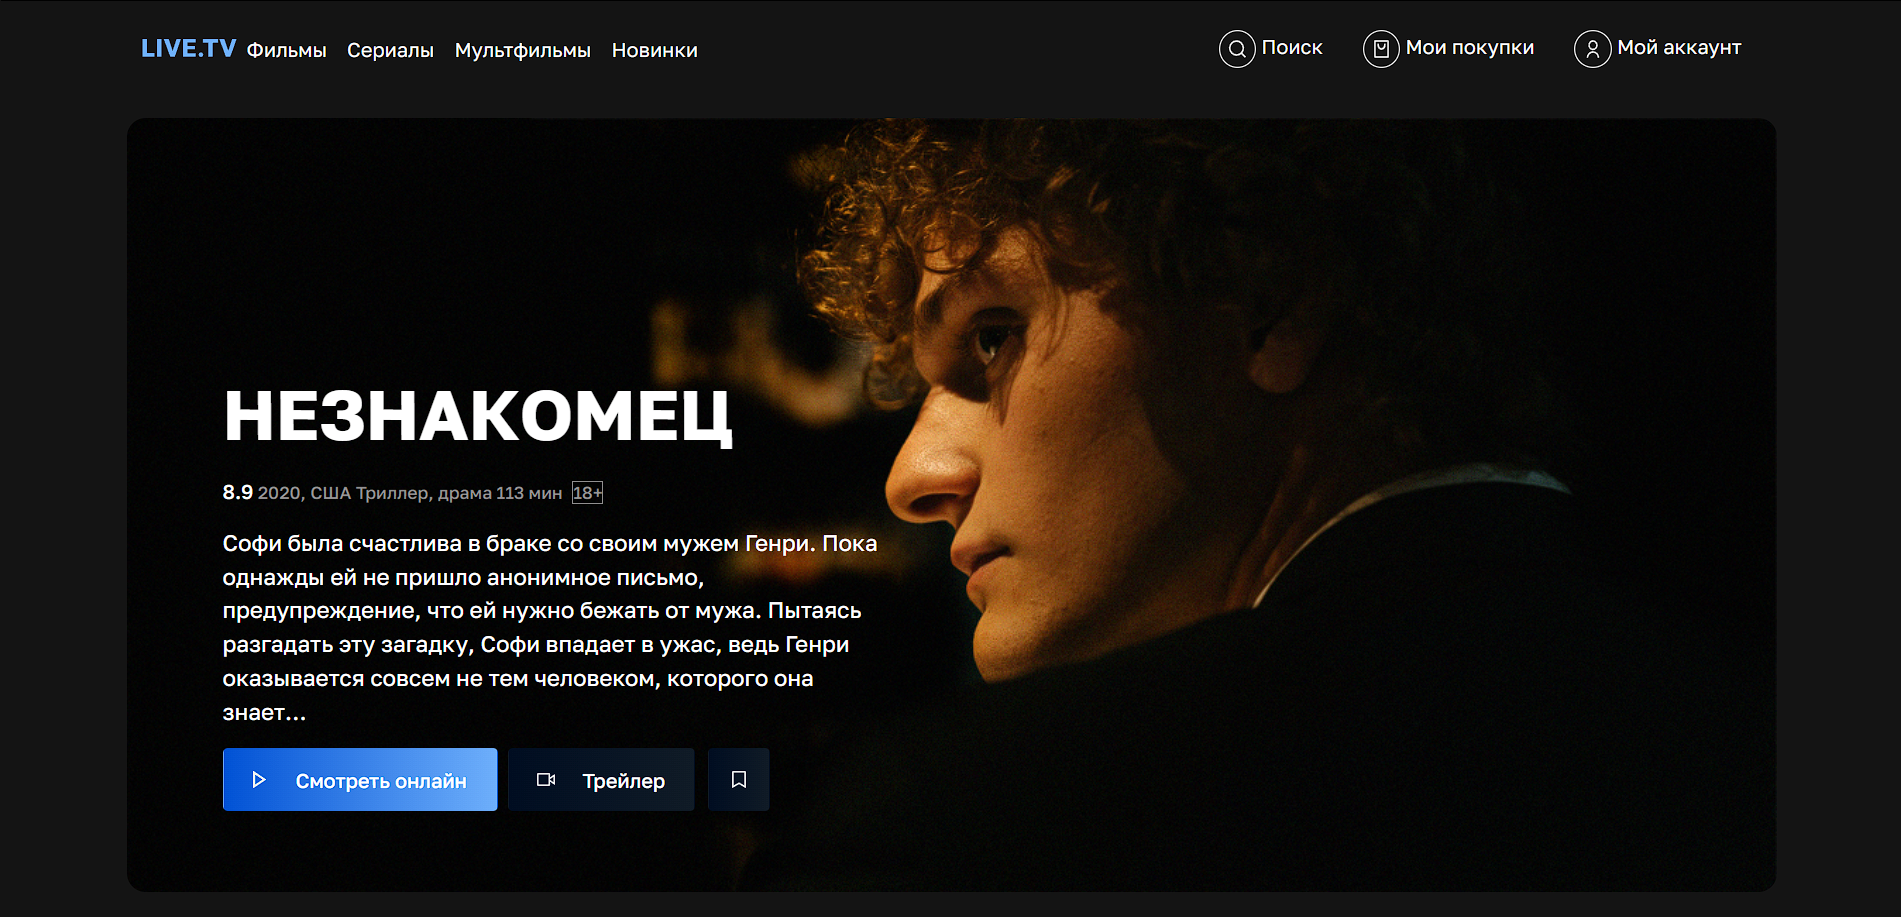 LIVE.TV Фильмы Сериалы Мультфильмы Новинки Поиск Мои покупки Мой аккаунт
НЕЗНАКОМЕЦ
8.9 2020, США Триллер, драма 113 мин 18+
Софи была счастлива в браке со своим мужем Генри. Пока
однажды ей не пришло анонимное письмо,
предупреждение, что ей нужно бежать от мужа. Пытаясь
разгадать эту загадку, Софи впадает в ужас, ведь Генри
оказывается совсем не тем человеком, которого она
знает...
Смотреть онлайн Трейлер